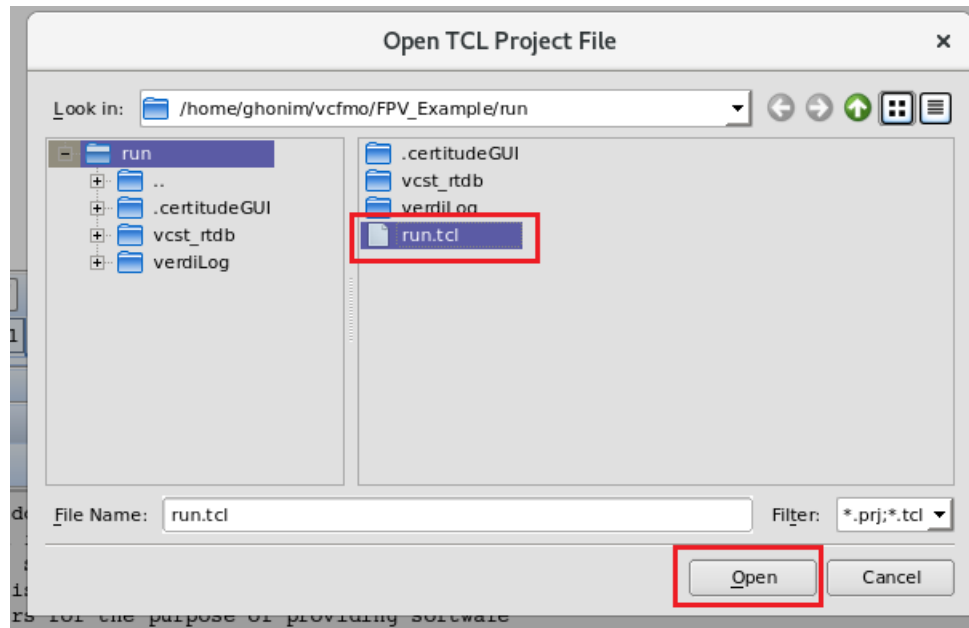 Open TCL Project File
Look in: /home/ghonim/vcfmo/FPV_Example/run
run
..
.certitudeGUI
vcst_rtdb
verdiLog
.certitudeGUI
vcst_rtdb
verdiLog
run.tcl
1
File Name: run.tcl
Filter: *.prj;*.tcl
Open
Cancel
rs for the purpose of providing software